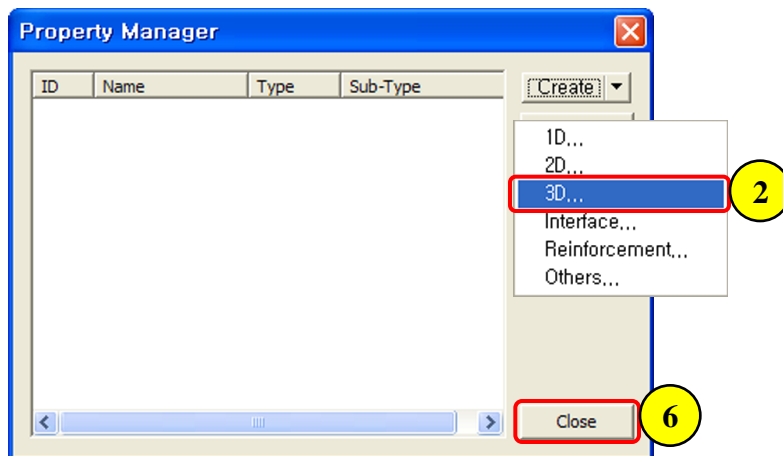 Property Manager
ID Name Type Sub-Type
Create
1D...
2D...
3D...
2
Interface...
Reinforcement...
Others...
Close
6